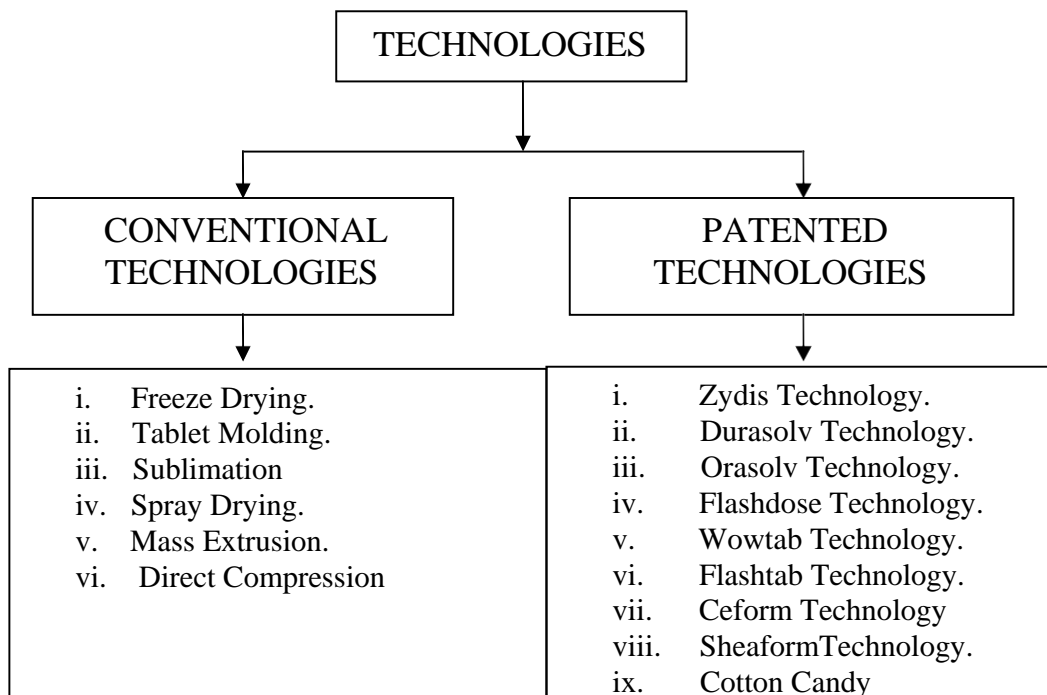 TECHNOLOGIES
CONVENTIONAL
TECHNOLOGIES
PATENTED
TECHNOLOGIES
i. Freeze Drying.
ii. Tablet Molding.
iii. Sublimation
iv. Spray Drying.
v. Mass Extrusion.
vi. Direct Compression
i. Zydis Technology.
ii. Durasolv Technology.
iii. Orasolv Technology.
iv. Flashdose Technology.
v. Wowtab Technology.
vi. Flashtab Technology.
vii. Ceform Technology
viii. SheaformTechnology.
ix. Cotton Candy